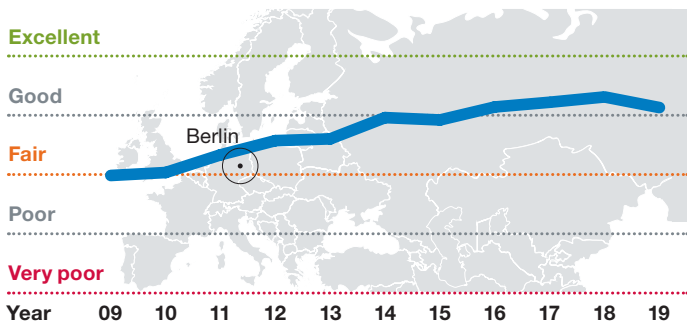 Excellent
Good
Berlin
Fair
Poor
Very poor
Year 09 10 11 12 13 14 15 16 17 18 19